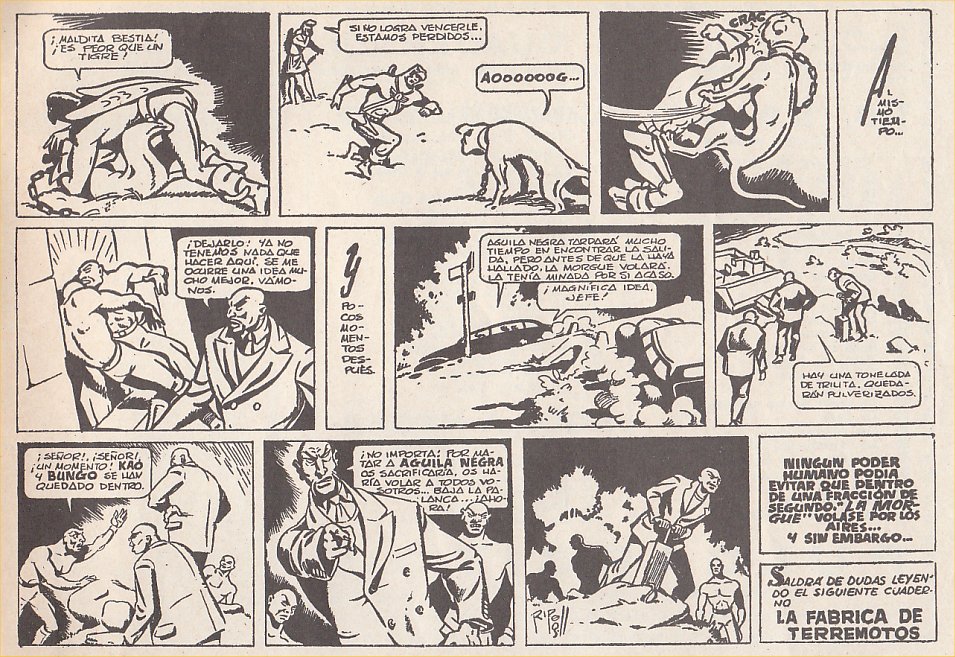 ¡MALDITA BESTIA!
¡ES PEOR QUE UN
TIGRE!
SI NO LOGRA VENCERLE,
ESTAMOS PERDIDOS...
AOOOOOOG...
CRAC
AL
MIS-
MO
TIEM-
PO...
¡DEJARLO! YA NO
TENEMOS NADA QUE
HACER AQUÍ. SE ME
OCURRE UNA IDEA MU-
CHO MEJOR. VÁMO-
NOS.
Y
PO-
COS
MO-
MEN-
TOS
DES-
PUÉS.
AGUILA NEGRA TARDARÁ MUCHO
TIEMPO EN ENCONTRAR LA SALI-
DA, PERO ANTES DE QUE LA HAYA
HALLADO, LA MORGUE VOLARÁ.
LA TENÍA MINADA POR SI ACASO.
¡MAGNIFICA IDEA,
JEFE!
HAY UNA TONELADA
DE TRILITA. QUEDA-
RÁN PULVERIZADOS.
¡SEÑOR!, ¡SEÑOR!,
¡UN MOMENTO! KAÓ
Y BUNGO SE HAN
QUEDADO DENTRO.
¡NO IMPORTA! POR MA-
TAR A AGUILA NEGRA
OS SACRIFICARÍA, OS HA-
RÍA VOLAR A TODOS VO-
SOTROS... BAJA LA PA-
LANCA... ¡AHO-
RA!
RIPOLL
NINGUN PODER
HUMANO PODIA
EVITAR QUE DENTRO
DE UNA FRACCIÓN DE
SEGUNDO, "LA MOR-
GUE" VOLASE POR LOS
AIRES...
Y SIN EMBARGO...
SALDRÁ DE DUDAS LEYEN-
DO EL SIGUIENTE CUADER-
NO
LA FABRICA DE
TERREMOTOS